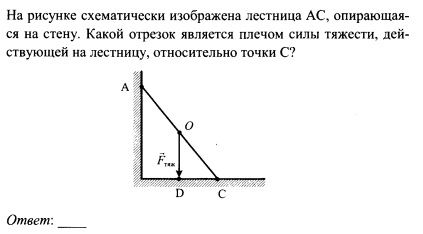 На рисунке схематически изображена лестница АС, опирающая-
ся на стену. Какой отрезок является плечом силы тяжести, дей-
ствующей на лестницу, относительно точки С?
A
O
F тяж
D C
Ответ: ____